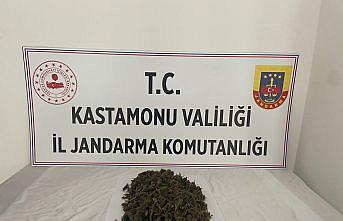 T.C.
KASTAMONU VALİLİĞİ
İL JANDARMA KOMUTANLIĞI